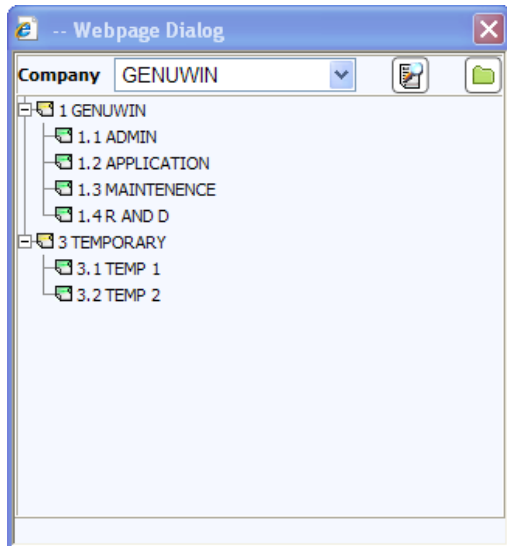 -- Webpage Dialog
Company GENUWIN
1 GENUWIN
1.1 ADMIN
1.2 APPLICATION
1.3 MAINTENENCE
1.4 R AND D
3 TEMPORARY
3.1 TEMP 1
3.2 TEMP 2